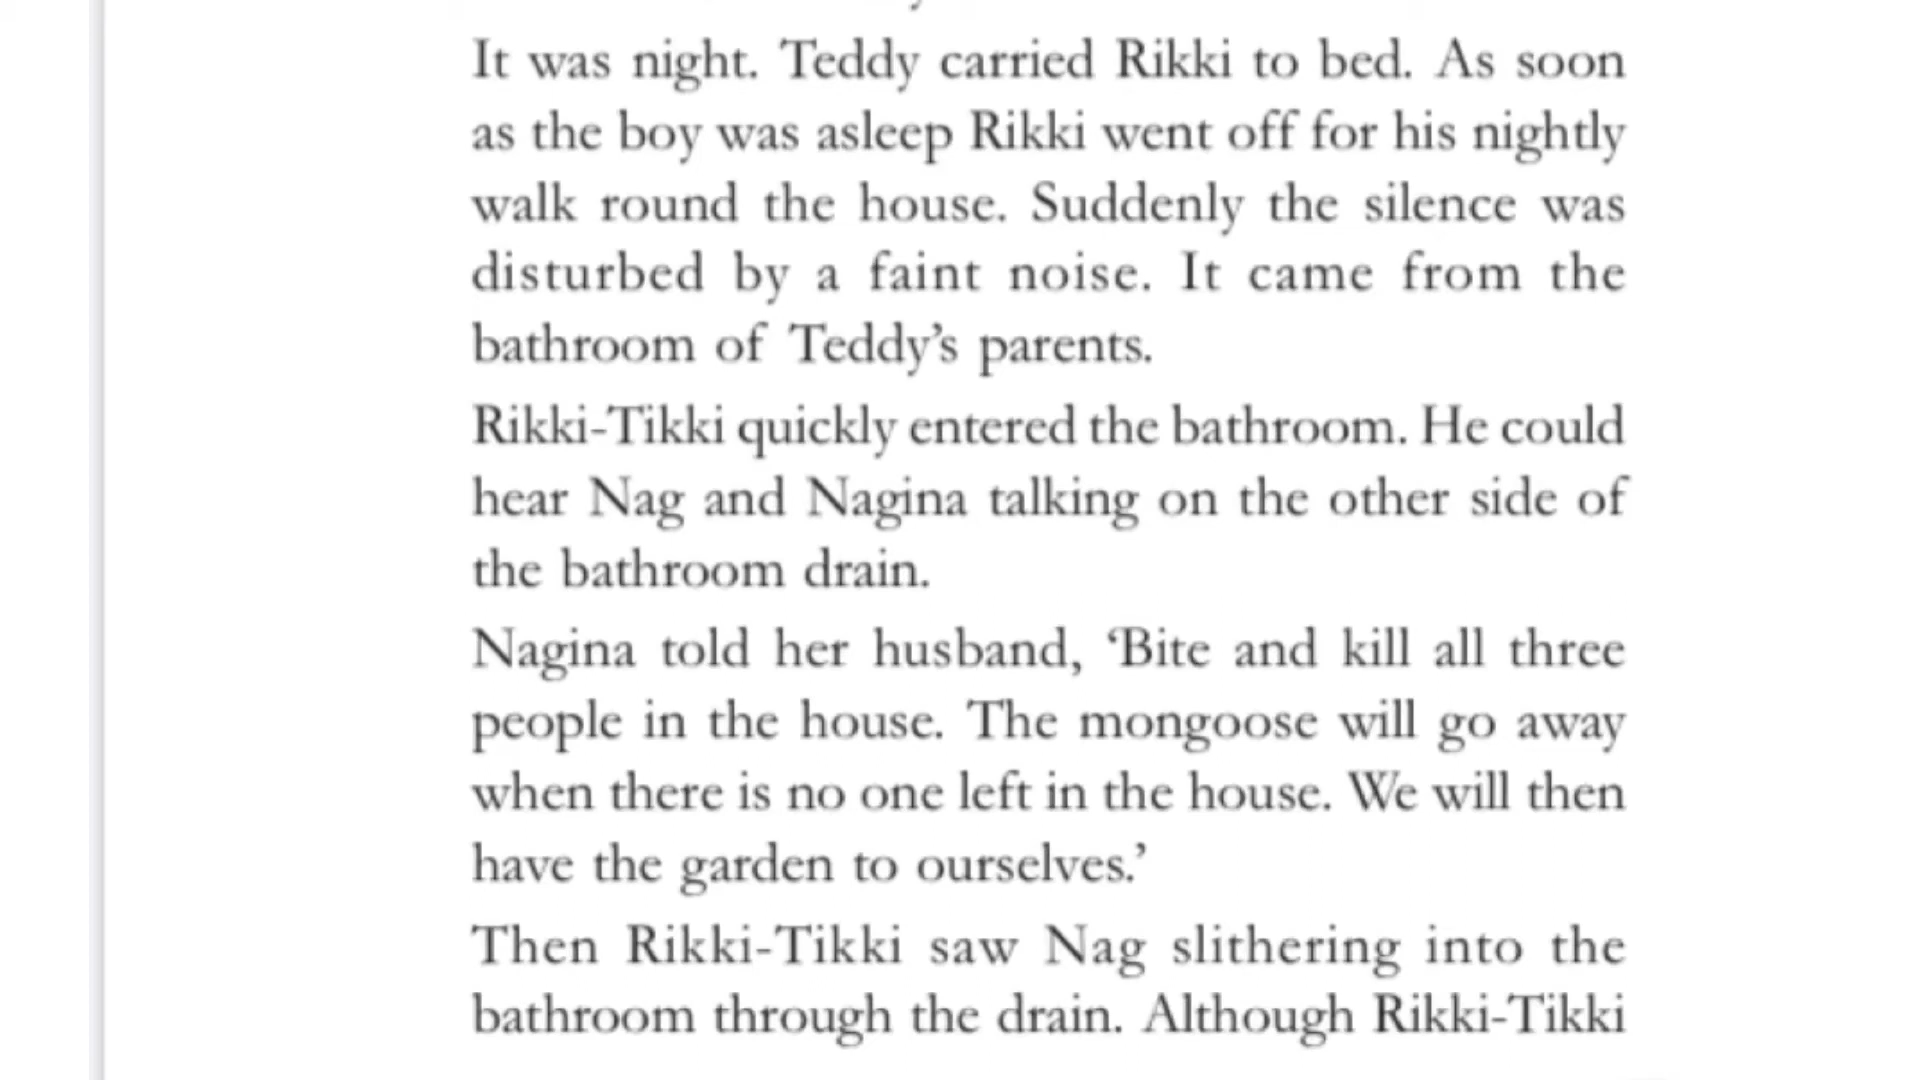 It was night. Teddy carried Rikki to bed. As soon
as the boy was asleep Rikki went off for his nightly
walk round the house. Suddenly the silence was
disturbed by a faint noise. It came from the
bathroom of Teddy’s parents.
Rikki-Tikki quickly entered the bathroom. He could
hear Nag and Nagina talking on the other side of
the bathroom drain.
Nagina told her husband, ‘Bite and kill all three
people in the house. The mongoose will go away
when there is no one left in the house. We will then
have the garden to ourselves.’
Then Rikki-Tikki saw Nag slithering into the
bathroom through the drain. Although Rikki-Tikki